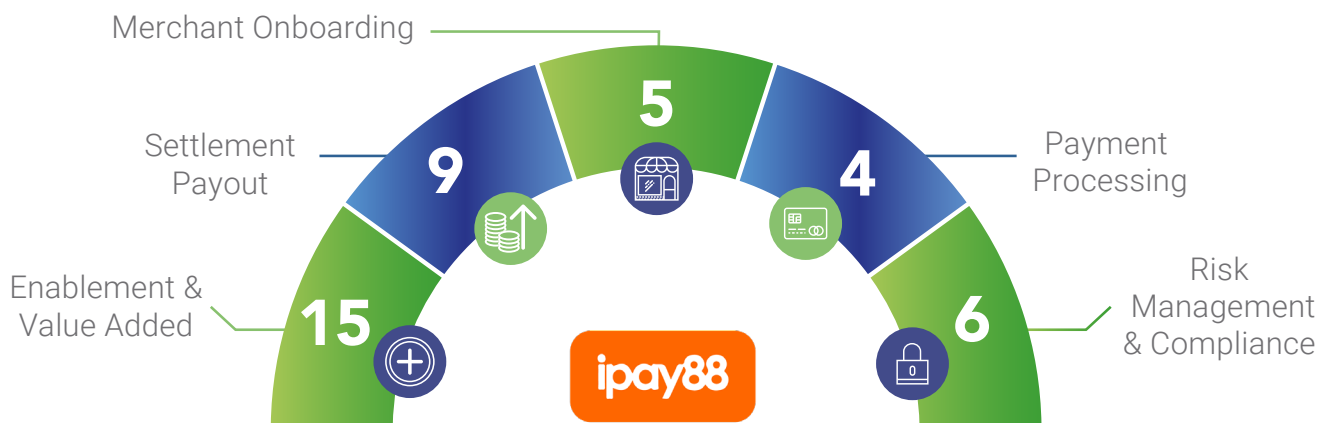 Merchant Onboarding
5
Settlement
Payout
9
4
Payment
Processing
Enablement &
Value Added
15
6
Risk
Management
& Compliance
ipay88